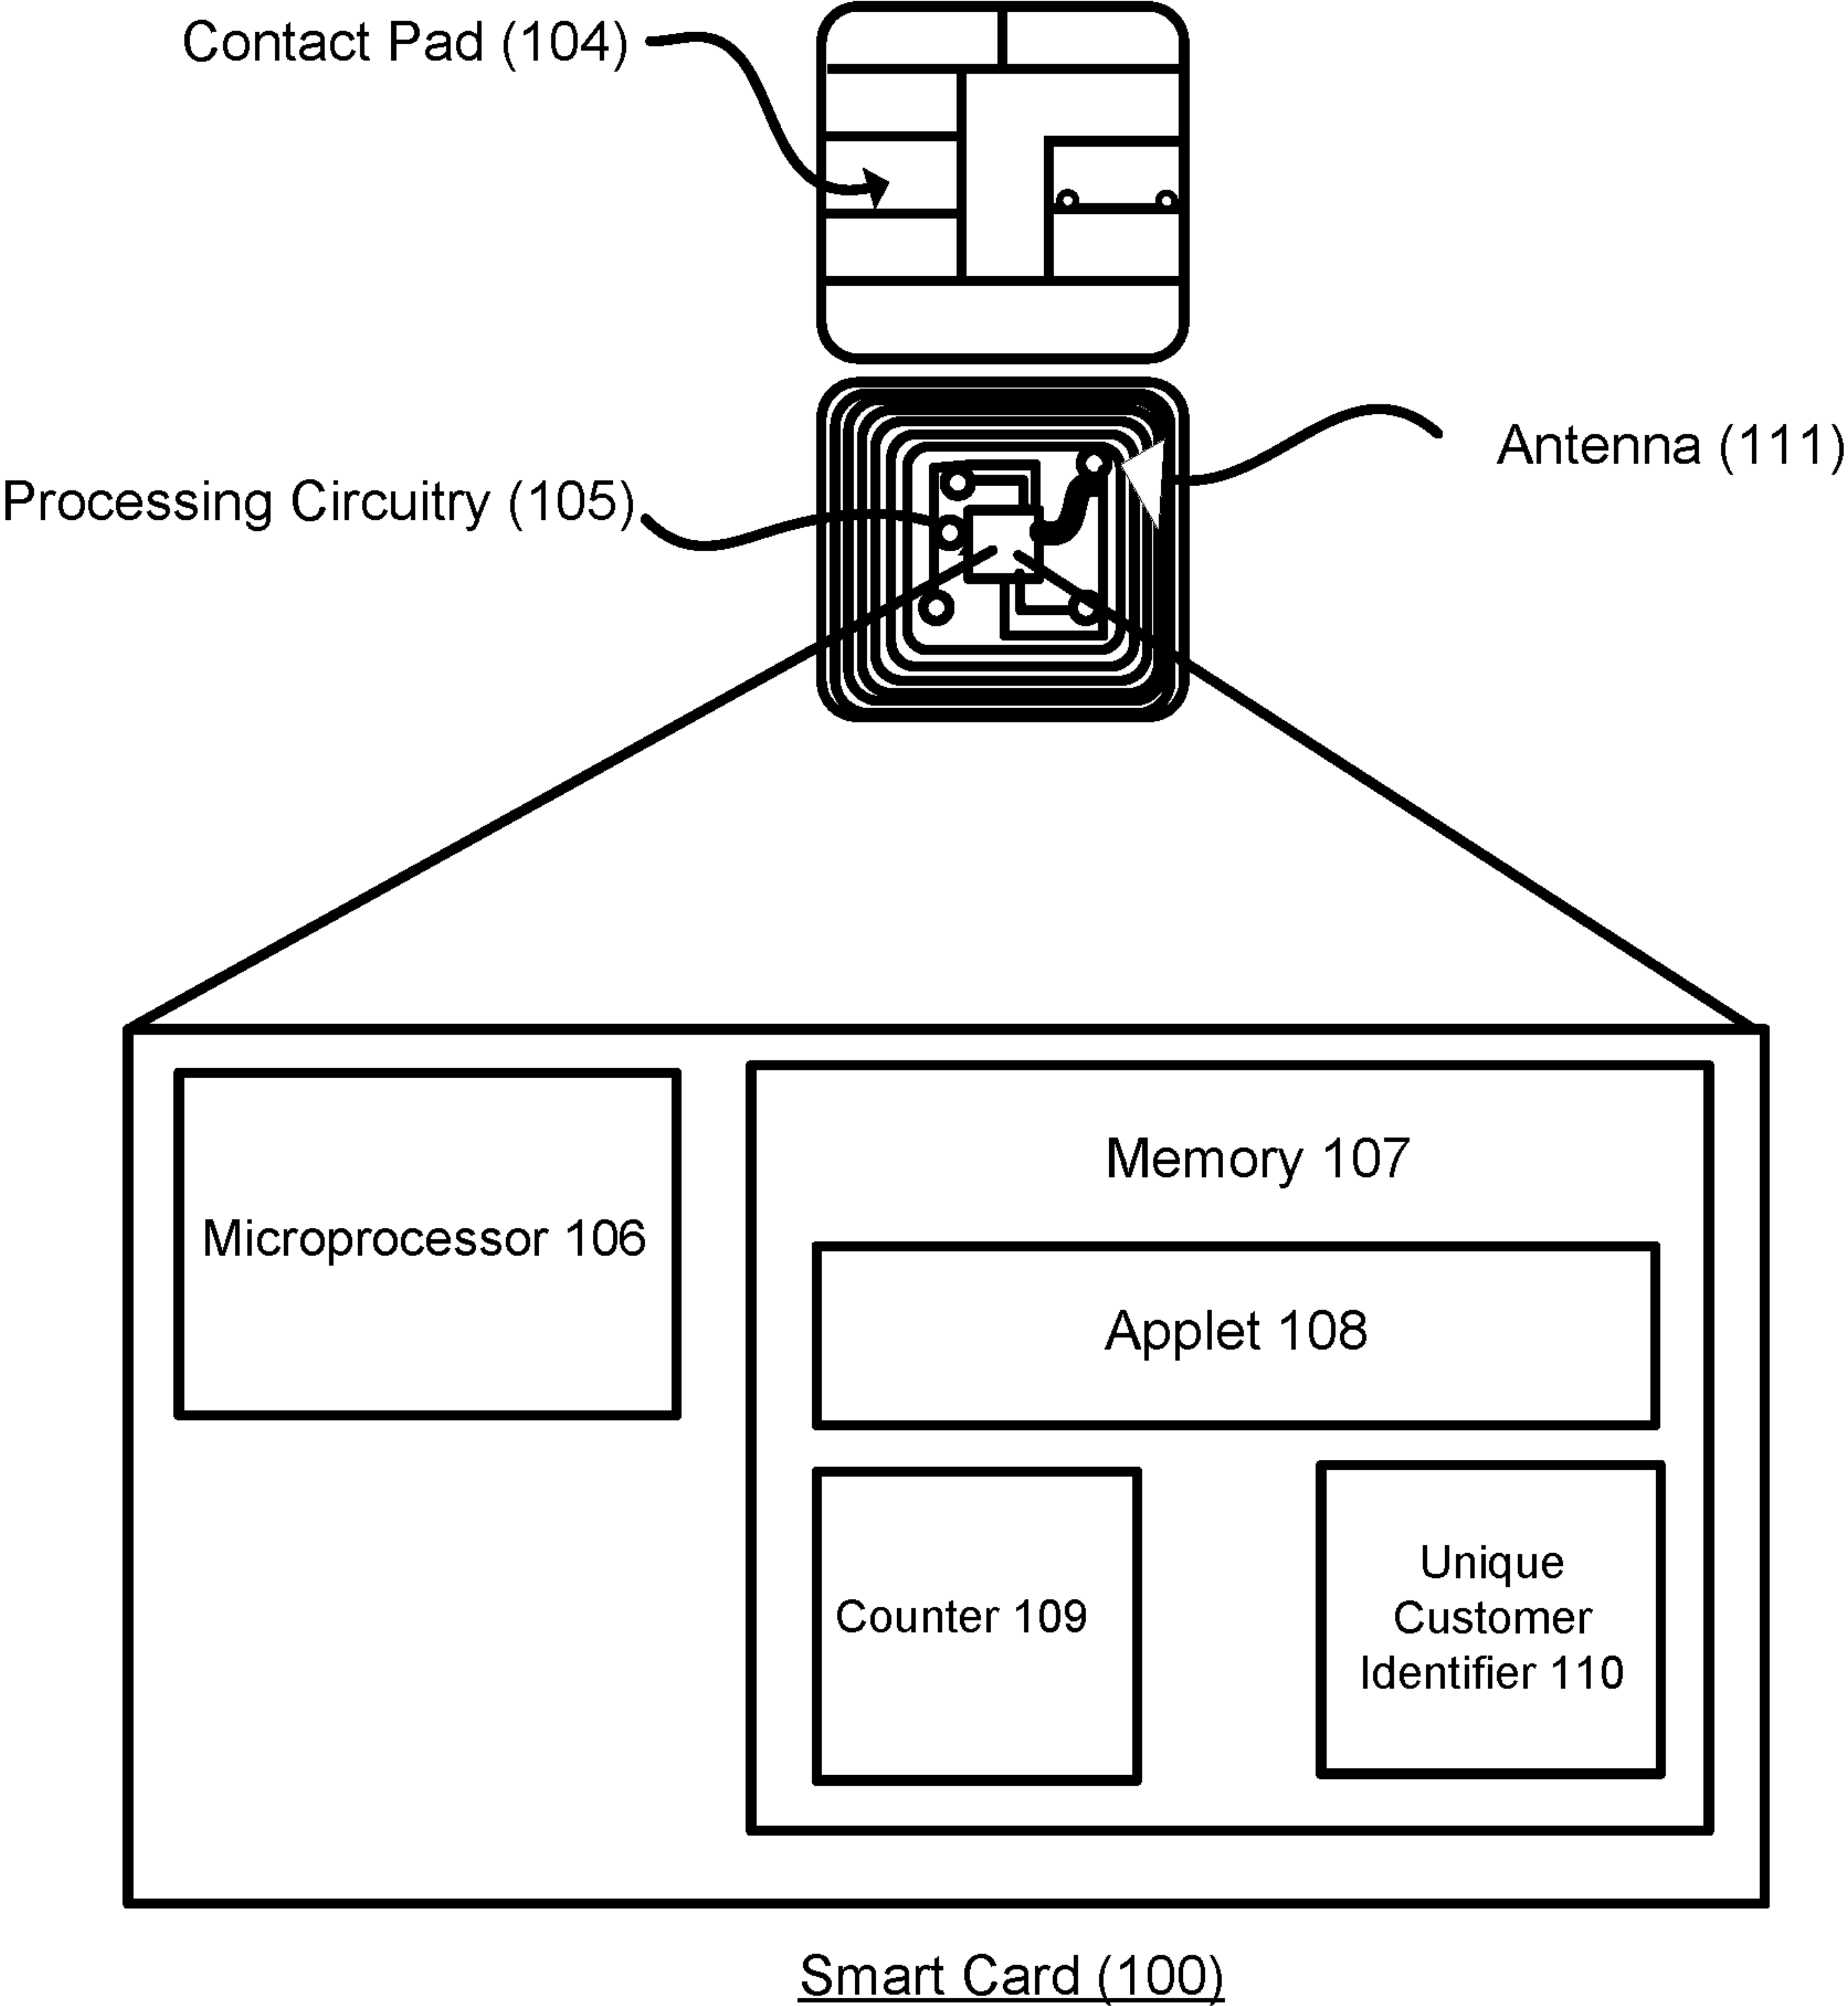 Contact Pad (104)
Antenna (111)
Processing Circuitry (105)
Memory 107
Microprocessor 106
Applet 108
Counter 109
Unique
Customer
Identifier 110
Smart Card (100)